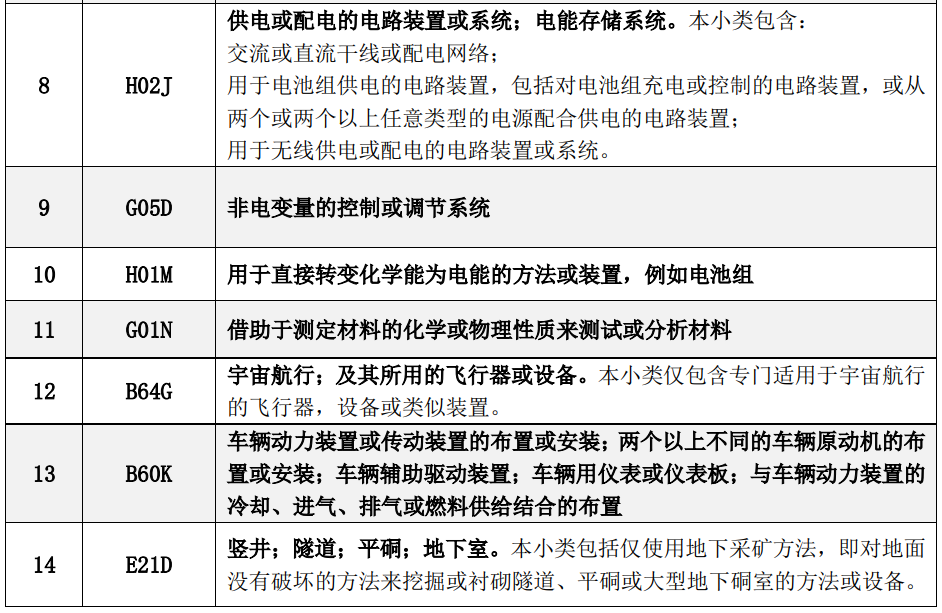 供电或配电的电路装置或系统；电能存储系统。本小类包含：
交流或直流干线或配电网络；
8 H02J 用于电池组供电的电路装置，包括对电池组充电或控制的电路装置，或从
两个或两个以上任意类型的电源配合供电的电路装置；
用于无线供电或配电的电路装置或系统。
9 G05D 非电变量的控制或调节系统
10 H01M 用于直接转变化学能为电能的方法或装置，例如电池组
11 G01N 借助于测定材料的化学或物理性质来测试或分析材料
12 B64G 宇宙航行；及其所用的飞行器或设备。本小类仅包含专门适用于宇宙航行
的飞行器，设备或类似装置。
车辆动力装置或传动装置的布置或安装；两个以上不同的车辆原动机的布
13 B60K 置或安装；车辆辅助驱动装置；车辆用仪表或仪表板；与车辆动力装置的
冷却、进气、排气或燃料供给结合的布置
14 E21D 竖井；隧道；平硐；地下室。本小类包括仅使用地下采矿方法，即对地面
没有破坏的方法来挖掘或衬砌隧道、平硐或大型地下硐室的方法或设备。